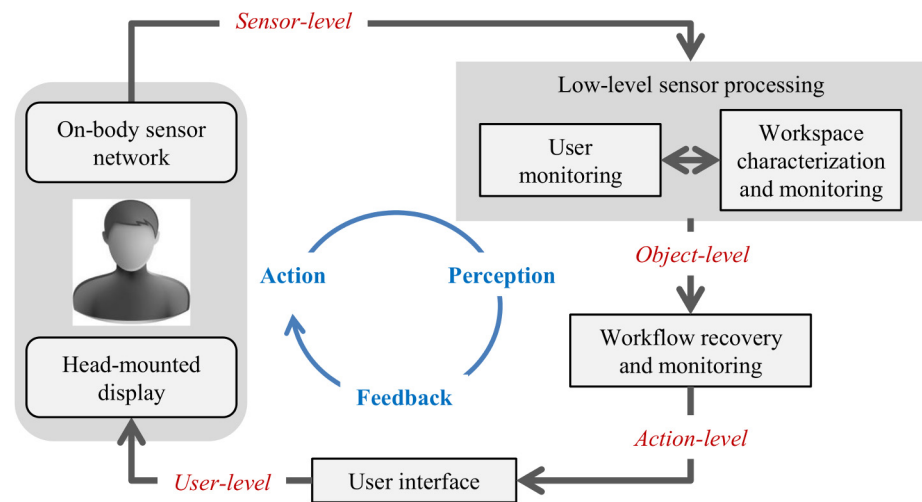 Sensor-level
On-body sensor
network
Head-mounted
display
Low-level sensor processing
User
monitoring
Workspace
characterization
and monitoring
Object-level
Workflow recovery
and monitoring
Action-level
User interface
User-level
Action
Perception
Feedback